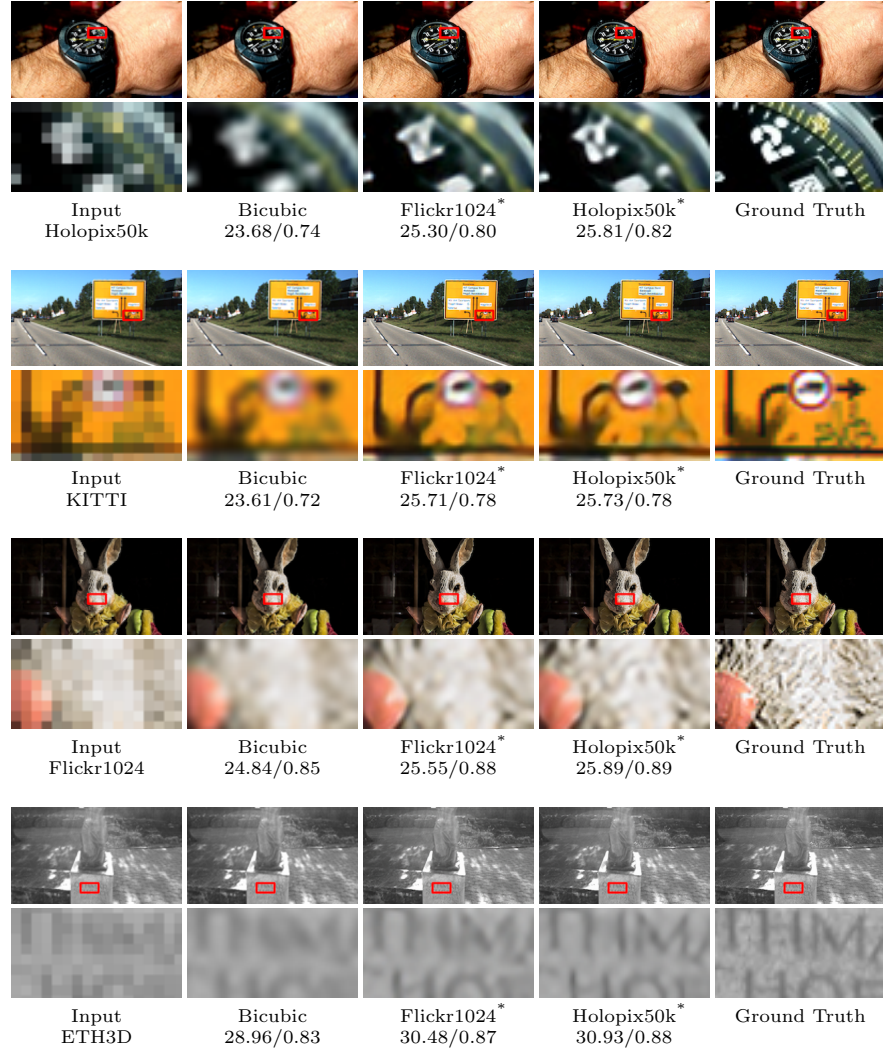 Input
Holopix50k
Bicubic
23.68/0.74
Flickr1024*
25.30/0.80
Holopix50k*
25.81/0.82
Ground Truth
Input
KITTI
Bicubic
23.61/0.72
Flickr1024*
25.71/0.78
Holopix50k*
25.73/0.78
Ground Truth
Input
Flickr1024
Bicubic
24.84/0.85
Flickr1024*
25.55/0.88
Holopix50k*
25.89/0.89
Ground Truth
Input
ETH3D
Bicubic
28.96/0.83
Flickr1024*
30.48/0.87
Holopix50k*
30.93/0.88
Ground Truth